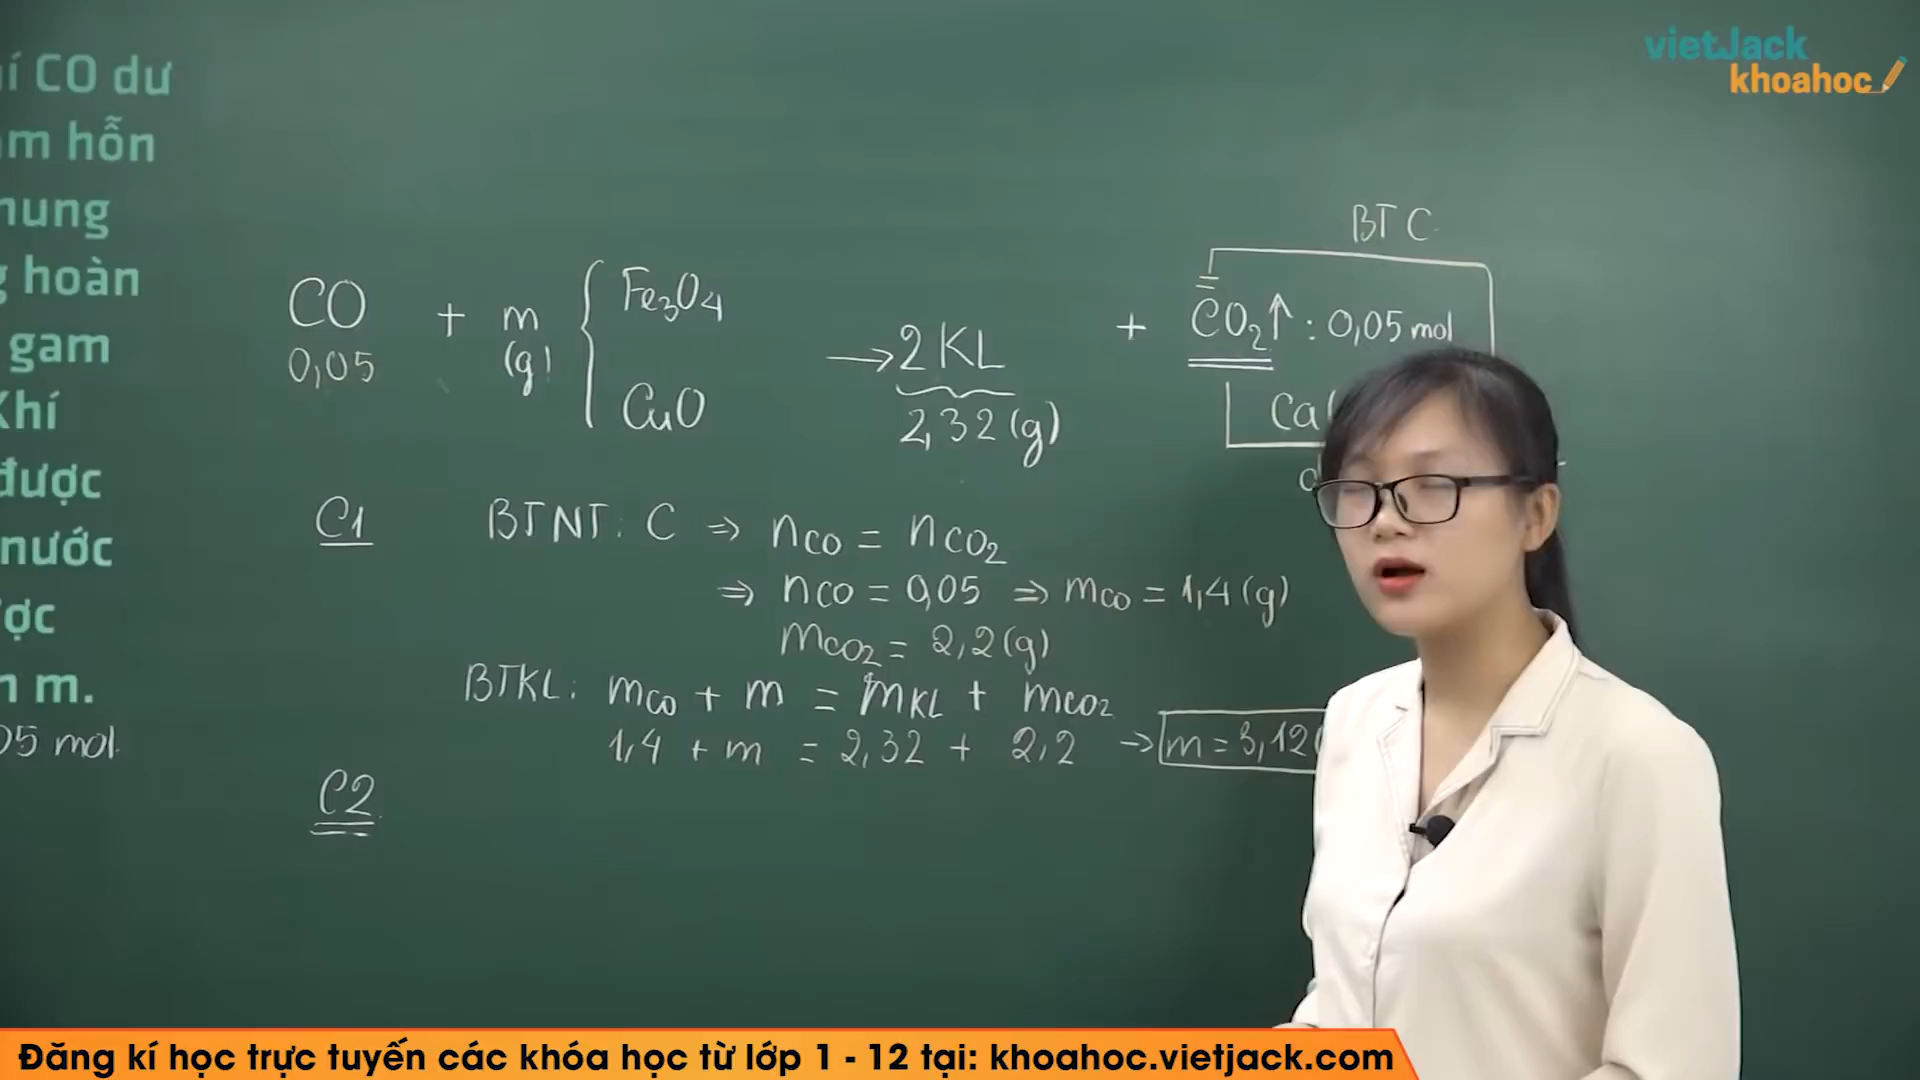 vietJack
khoahoc
í CO dư
m hỗn
nung
g hoàn
gam
Khí
được
nước
ợc
n m.
05 mol
BT C
CO + m { Fe₃O₄ → 2 KL + CO₂↑ : 0,05 mol
0,05 (g) CuO 2,32 (g) Ca(
C1 BTNT: C ⇒ nCO = nCO₂
⇒ nCO = 0,05 ⇒ mCO = 1,4 (g)
mCO₂ = 2,2 (g)
BTKL: mCO + m = mKL + mCO₂
1,4 + m = 2,32 + 2,2 → m = 3,12
C2
Đăng kí học trực tuyến các khóa học từ lớp 1 - 12 tại: khoahoc.vietjack.com